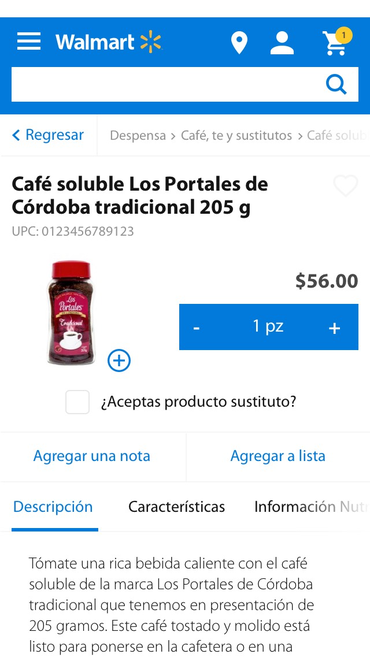 Walmart
1
Regresar
Despensa > Café, te y sustitutos > Café solub
Café soluble Los Portales de
Córdoba tradicional 205 g
UPC: 0123456789123
$56.00
Los
Portales
Tradicional
- 1 pz +
¿Aceptas producto sustituto?
Agregar una nota
Agregar a lista
Descripción Características Información Nut
Tómate una rica bebida caliente con el café
soluble de la marca Los Portales de Córdoba
tradicional que tenemos en presentación de
205 gramos. Este café tostado y molido está
listo para ponerse en la cafetera o en una